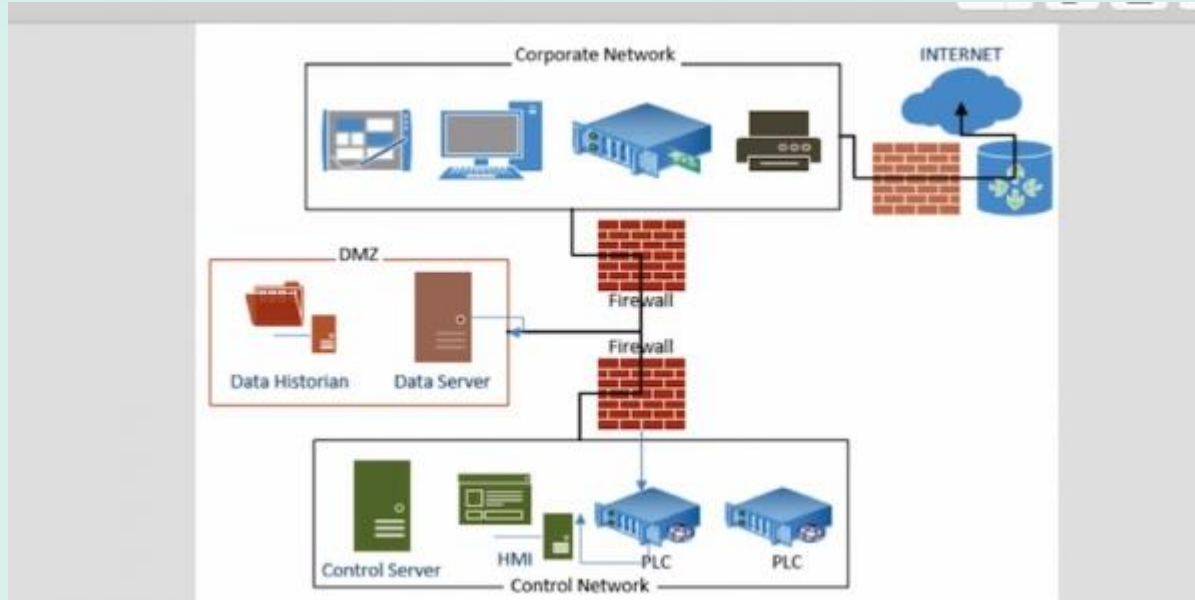 Corporate Network
INTERNET
Firewall
DMZ
Data Historian
Data Server
Firewall
Control Server
HMI
PLC
PLC
Control Network